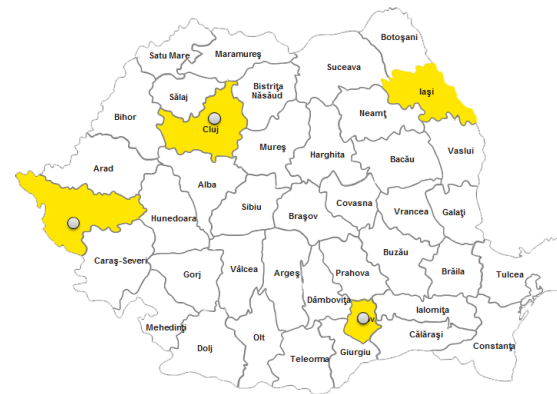 Botoşani
Satu Mare
Maramureş
Suceava
Iaşi
Sălaj
Bistriţa
Năsăud
Neamţ
Bihor
Cluj
Mureş
Harghita
Bacău
Vaslui
Arad
Alba
Hunedoara
Sibiu
Braşov
Covasna
Vrancea
Galaţi
Caraş-Severi
Gorj
Vâlcea
Argeş
Prahova
Buzău
Brăila
Tulcea
Dâmboviţa
Ialomiţa
Mehedinţi
Dolj
Olt
Teleorma
Giurgiu
Călăraşi
Constanţa